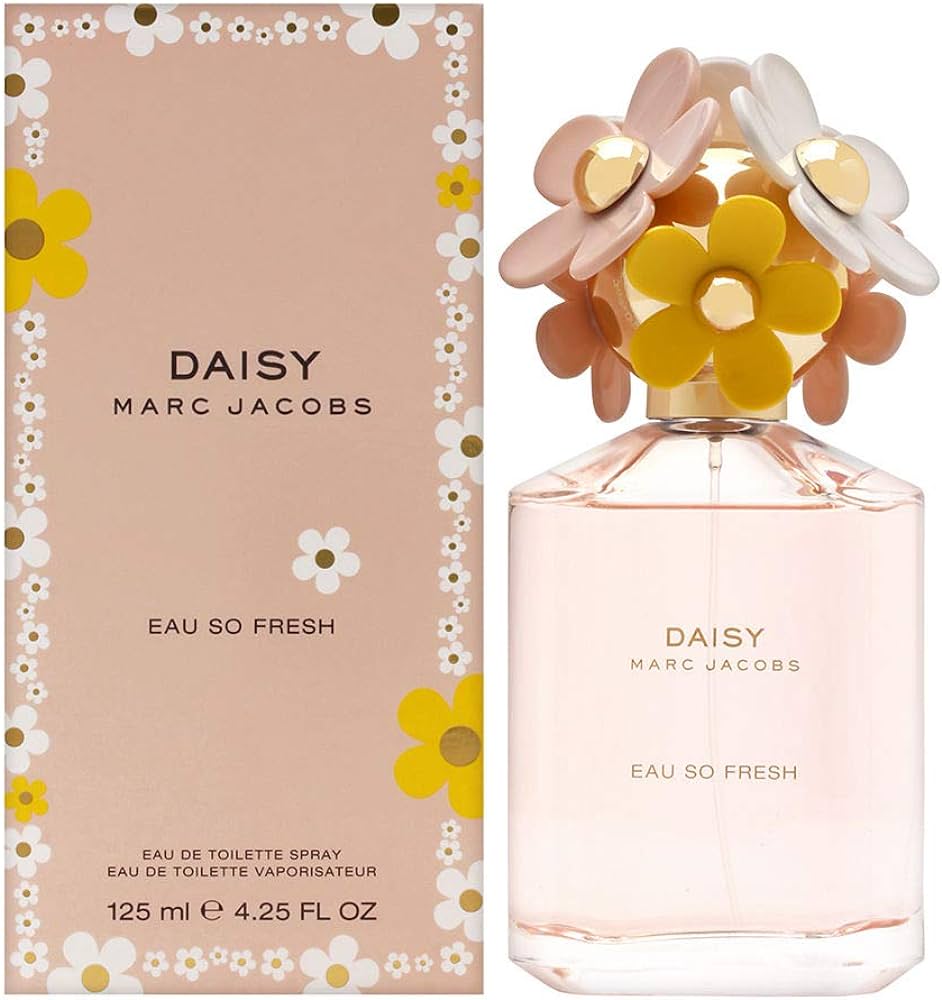 DAISY
MARC JACOBS
EAU SO FRESH
EAU DE TOILETTE SPRAY
EAU DE TOILETTE VAPORISATEUR
125 ml ℮ 4.25 FL OZ
DAISY
MARC JACOBS
EAU SO FRESH